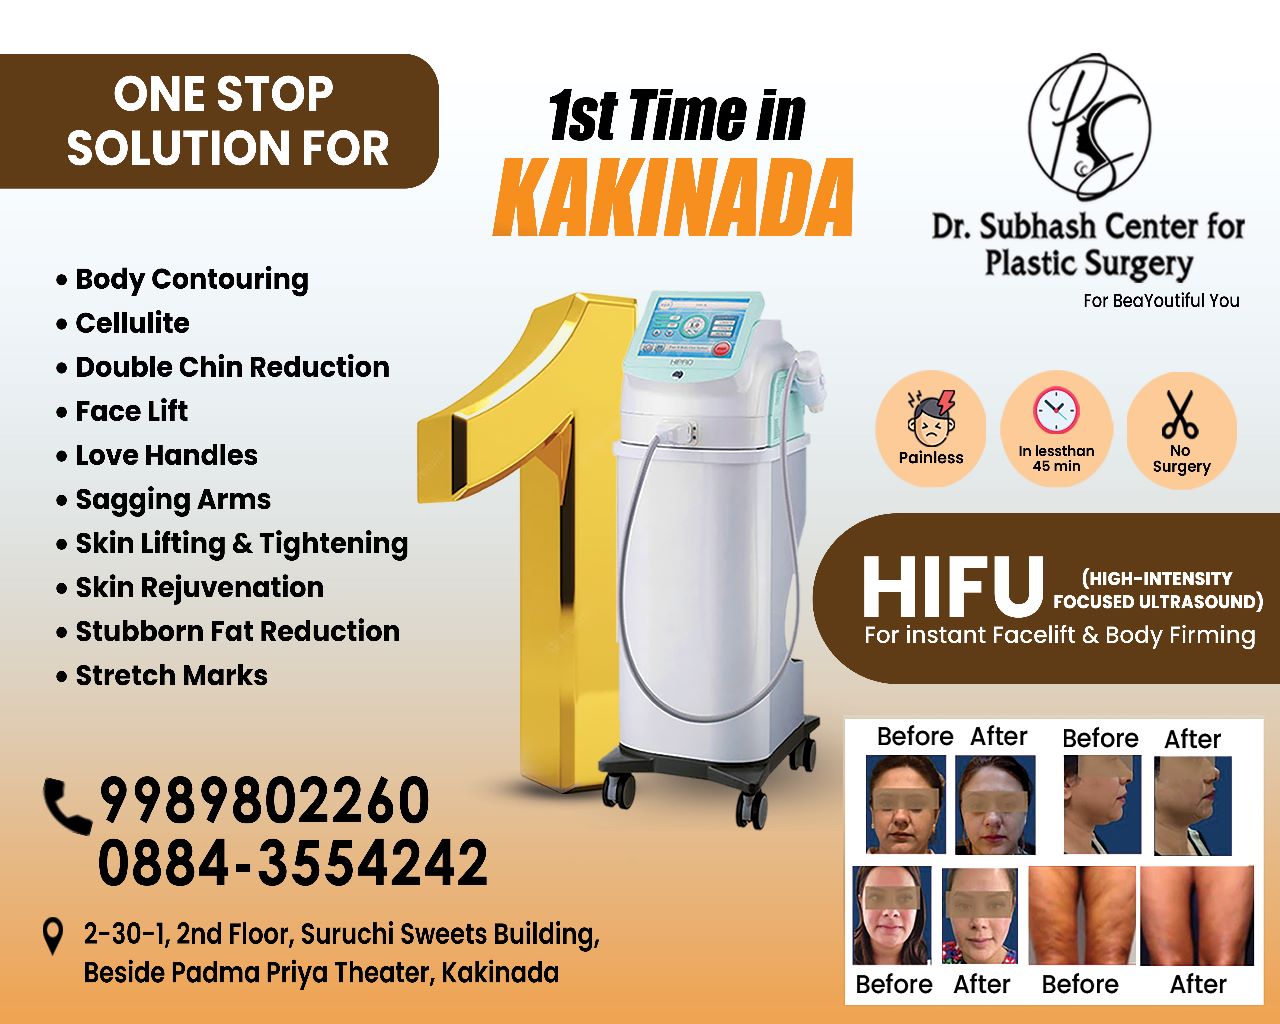 ONE STOP
SOLUTION FOR
1st Time in
KAKINADA
PS
Dr. Subhash Center for
Plastic Surgery
For BeaYoutiful You
• Body Contouring
• Cellulite
• Double Chin Reduction
• Face Lift
• Love Handles
• Sagging Arms
• Skin Lifting & Tightening
• Skin Rejuvenation
• Stubborn Fat Reduction
• Stretch Marks
HIPRO
Painless
In lessthan
45 min
No
Surgery
HIFU
(HIGH-INTENSITY
FOCUSED ULTRASOUND)
For instant Facelift & Body Firming
Before After Before After
Before After Before After
9989802260
0884-3554242
2-30-1, 2nd Floor, Suruchi Sweets Building,
Beside Padma Priya Theater, Kakinada